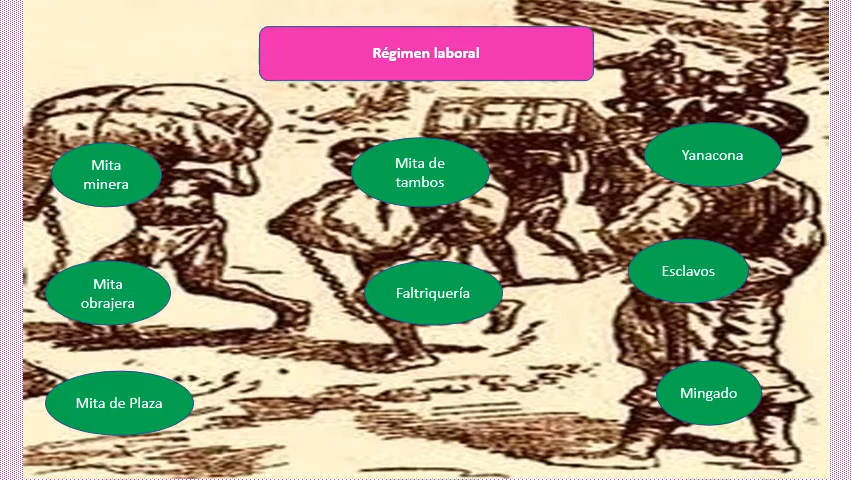 Régimen laboral
Mita
minera
Mita de
tambos
Yanacona
Mita
obrajera
Faltriquería
Esclavos
Mita de Plaza
Mingado